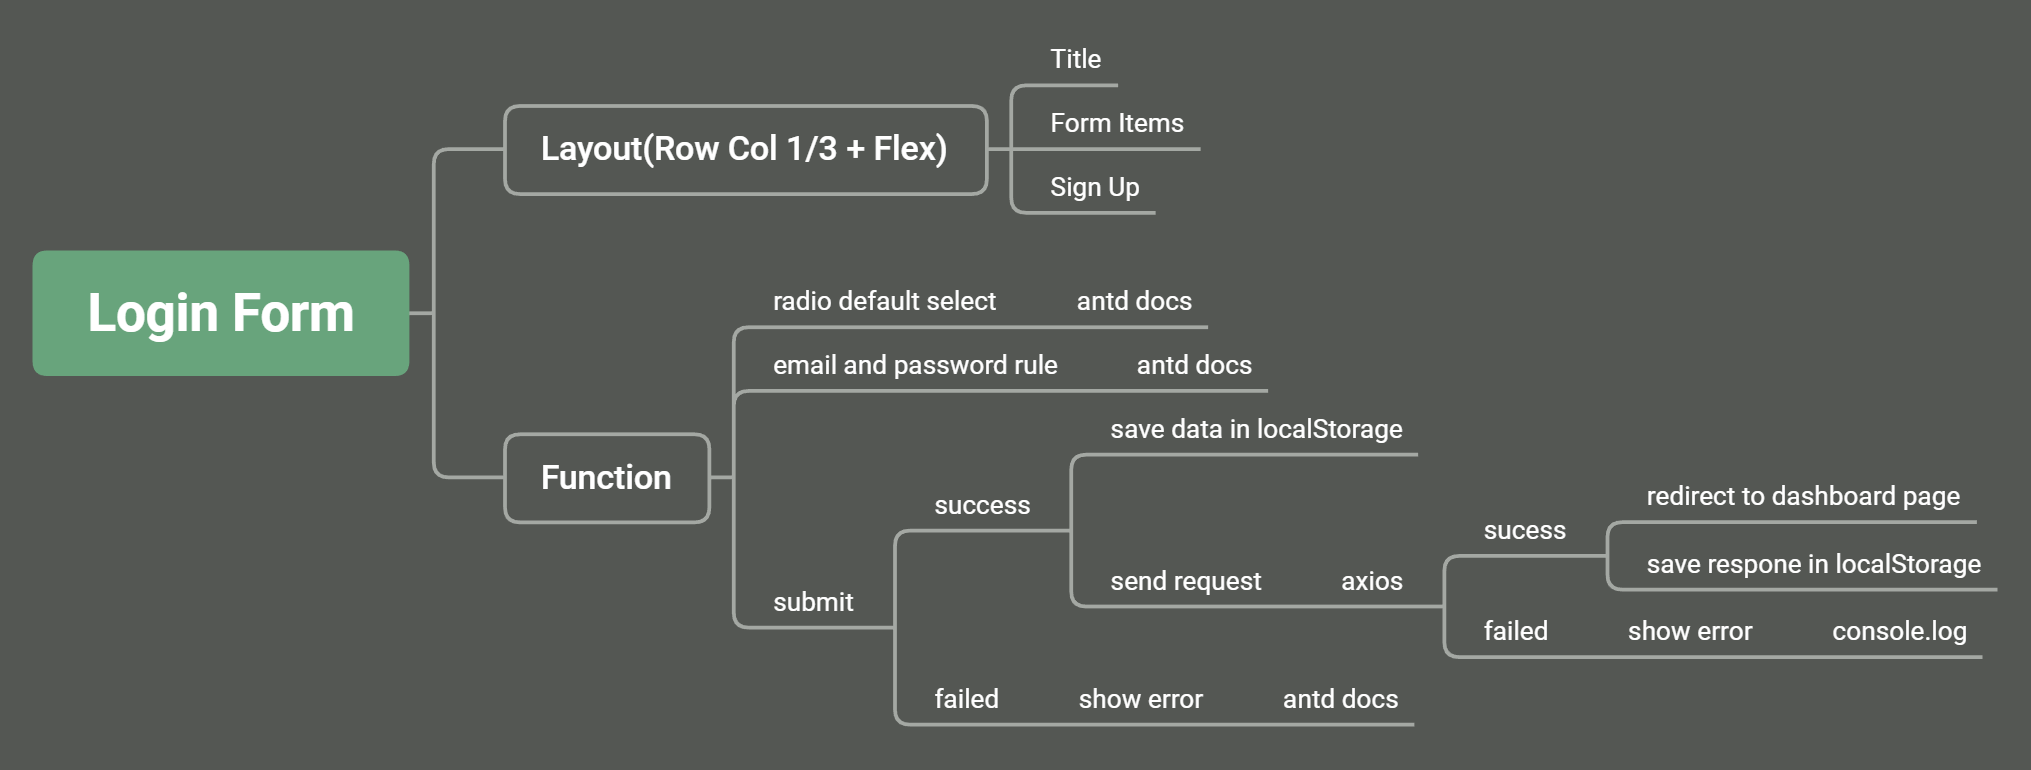 Login Form
Layout(Row Col 1/3 + Flex)
Title
Form Items
Sign Up
Function
radio default select
antd docs
email and password rule
antd docs
submit
success
save data in localStorage
send request
axios
sucess
redirect to dashboard page
save respone in localStorage
failed
show error
console.log
failed
show error
antd docs